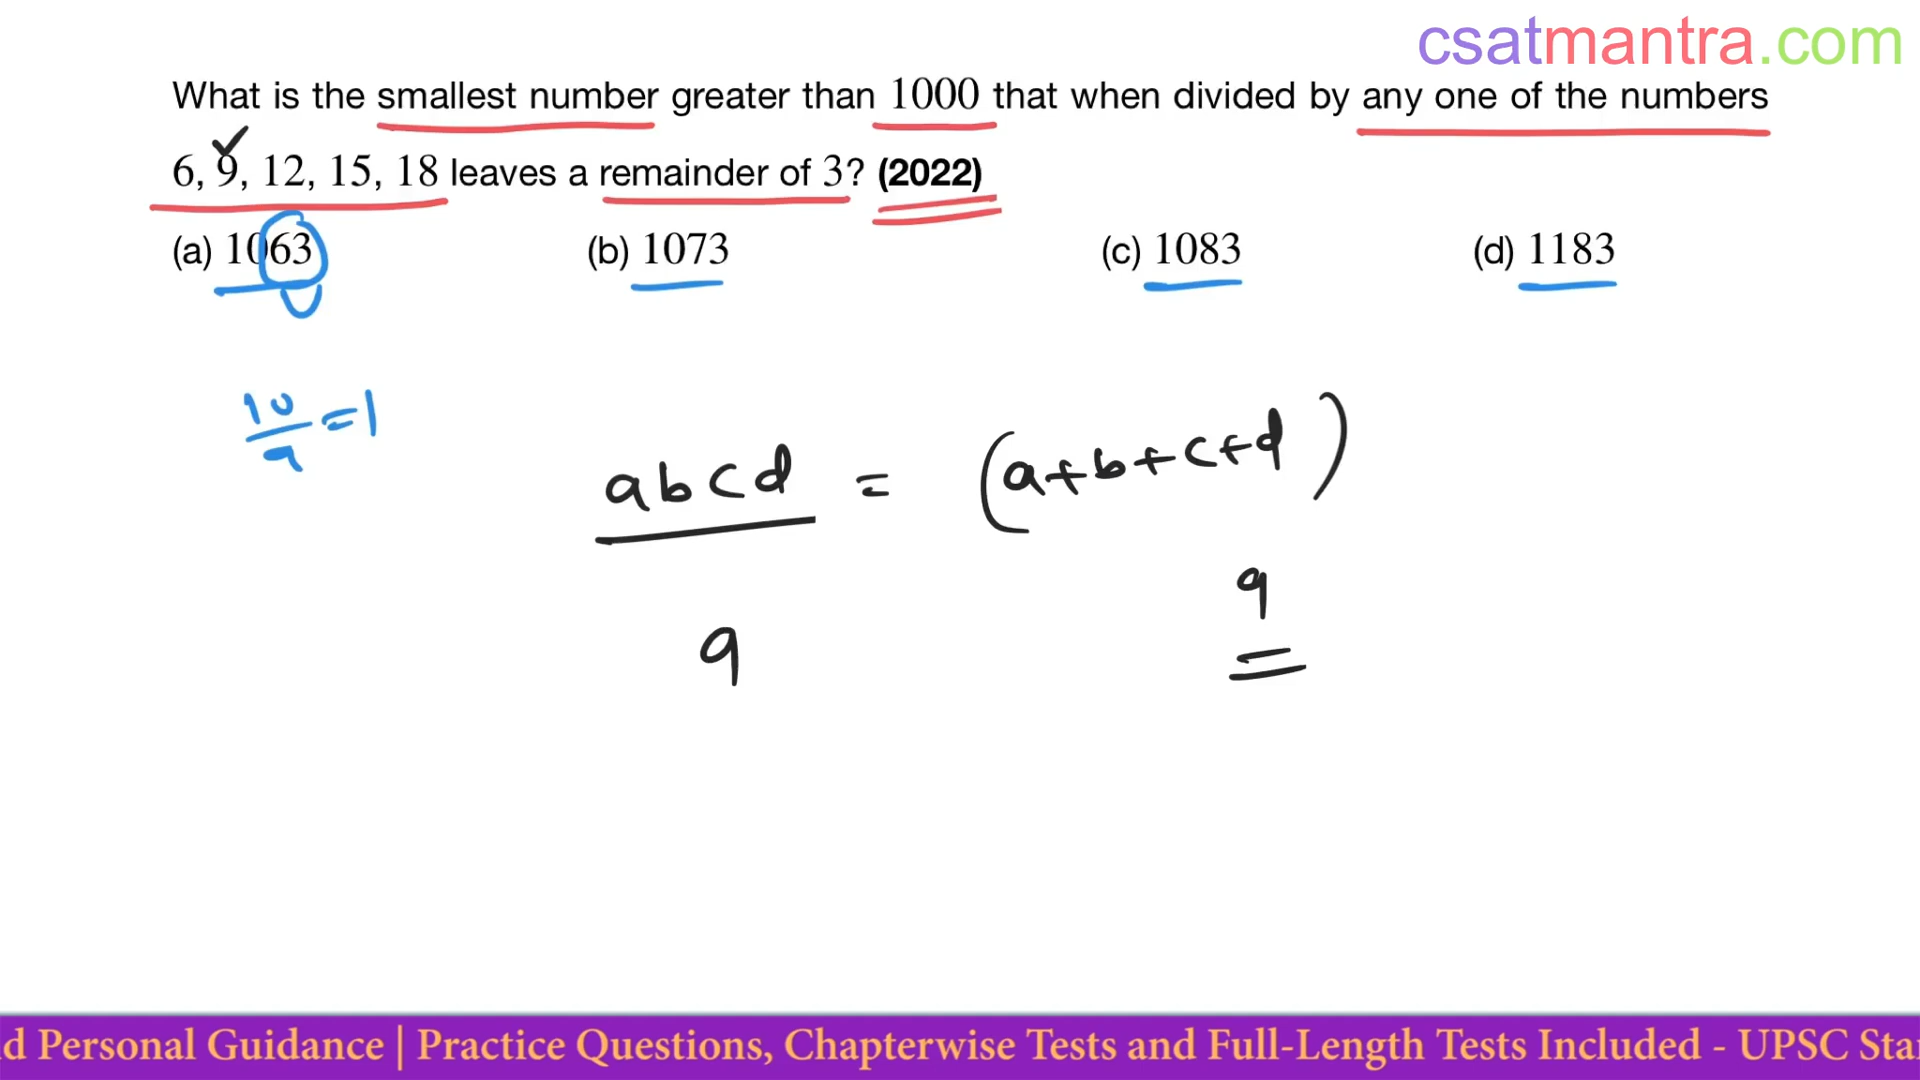 csatmantra.com
What is the smallest number greater than 1000 that when divided by any one of the numbers
6, 9, 12, 15, 18 leaves a remainder of 3? (2022)
(a) 1063 (b) 1073 (c) 1083 (d) 1183
10/9 = 1
abcd = (a+b+c+d)
9 9
d Personal Guidance | Practice Questions, Chapterwise Tests and Full-Length Tests Included - UPSC Sta